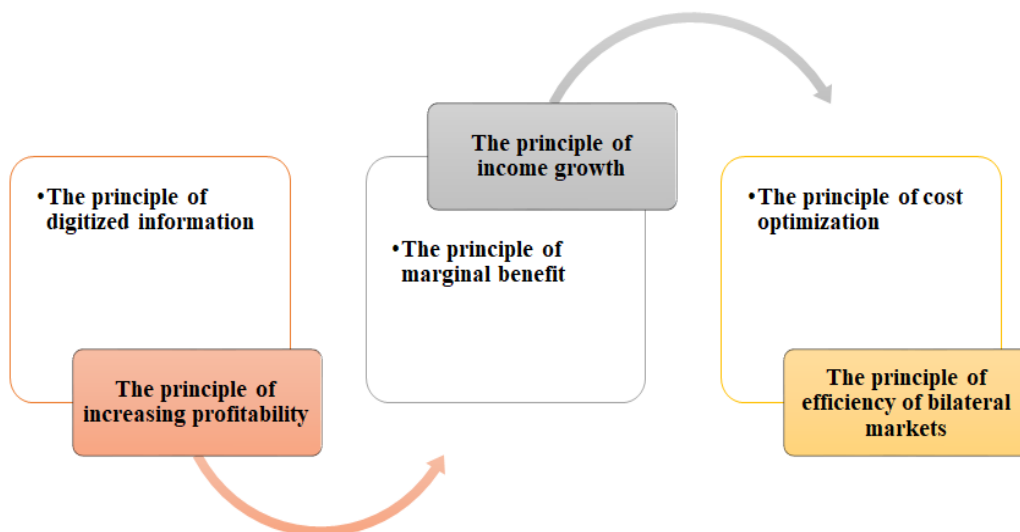 •The principle of
digitized information
The principle of
increasing profitability
The principle of
income growth
•The principle of
marginal benefit
•The principle of cost
optimization
The principle of
efficiency of bilateral
markets